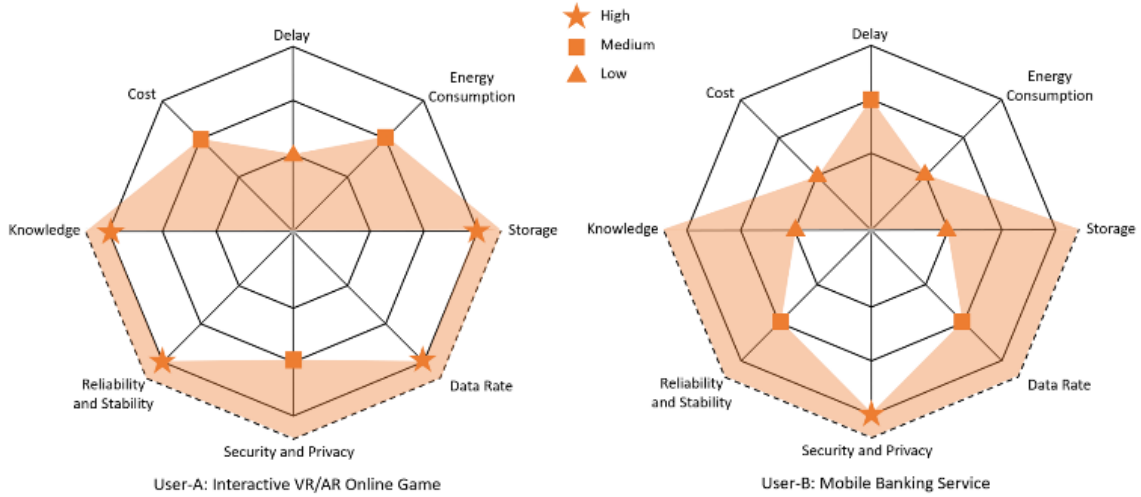 High
Medium
Low
Delay
Energy
Consumption
Cost
Knowledge
Storage
Reliability
and Stability
Data Rate
Security and Privacy
User-A: Interactive VR/AR Online Game
Delay
Energy
Consumption
Cost
Knowledge
Storage
Reliability
and Stability
Data Rate
Security and Privacy
User-B: Mobile Banking Service